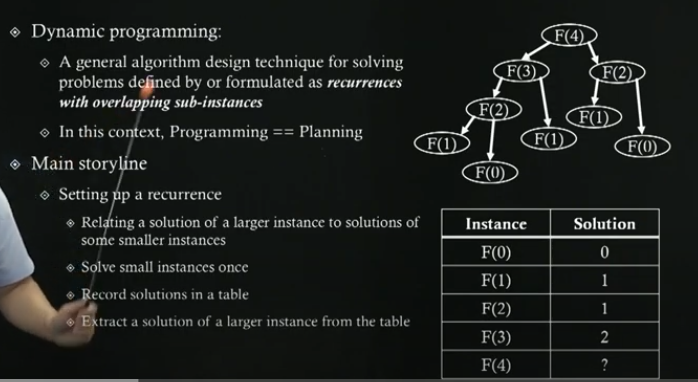 Dynamic programming:
A general algorithm design technique for solving
problems defined by or formulated as recurrences
with overlapping sub-instances
In this context, Programming == Planning
Main storyline
Setting up a recurrence
Relating a solution of a larger instance to solutions of
some smaller instances
Solve small instances once
Record solutions in a table
Extract a solution of a larger instance from the table
F(4)
F(3) F(2)
F(2) F(1)
F(1) F(1) F(0)
F(0)
Instance Solution
F(0) 0
F(1) 1
F(2) 1
F(3) 2
F(4) ?